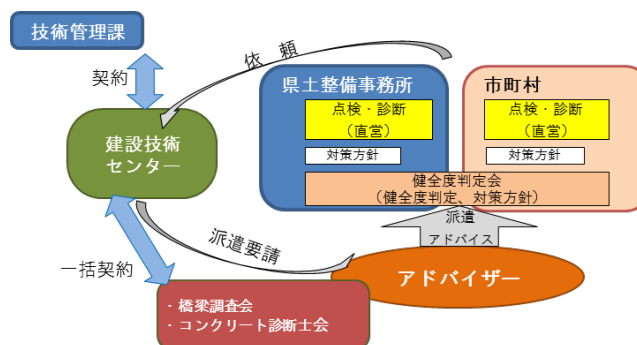 技術管理課
契約
依頼
県土整備事務所
市町村
点検・診断
（直営）
点検・診断
（直営）
対策方針
対策方針
建設技術
センター
健全度判定会
（健全度判定、対策方針）
派遣
アドバイス
派遣要請
一括契約
アドバイザー
・橋梁調査会
・コンクリート診断士会